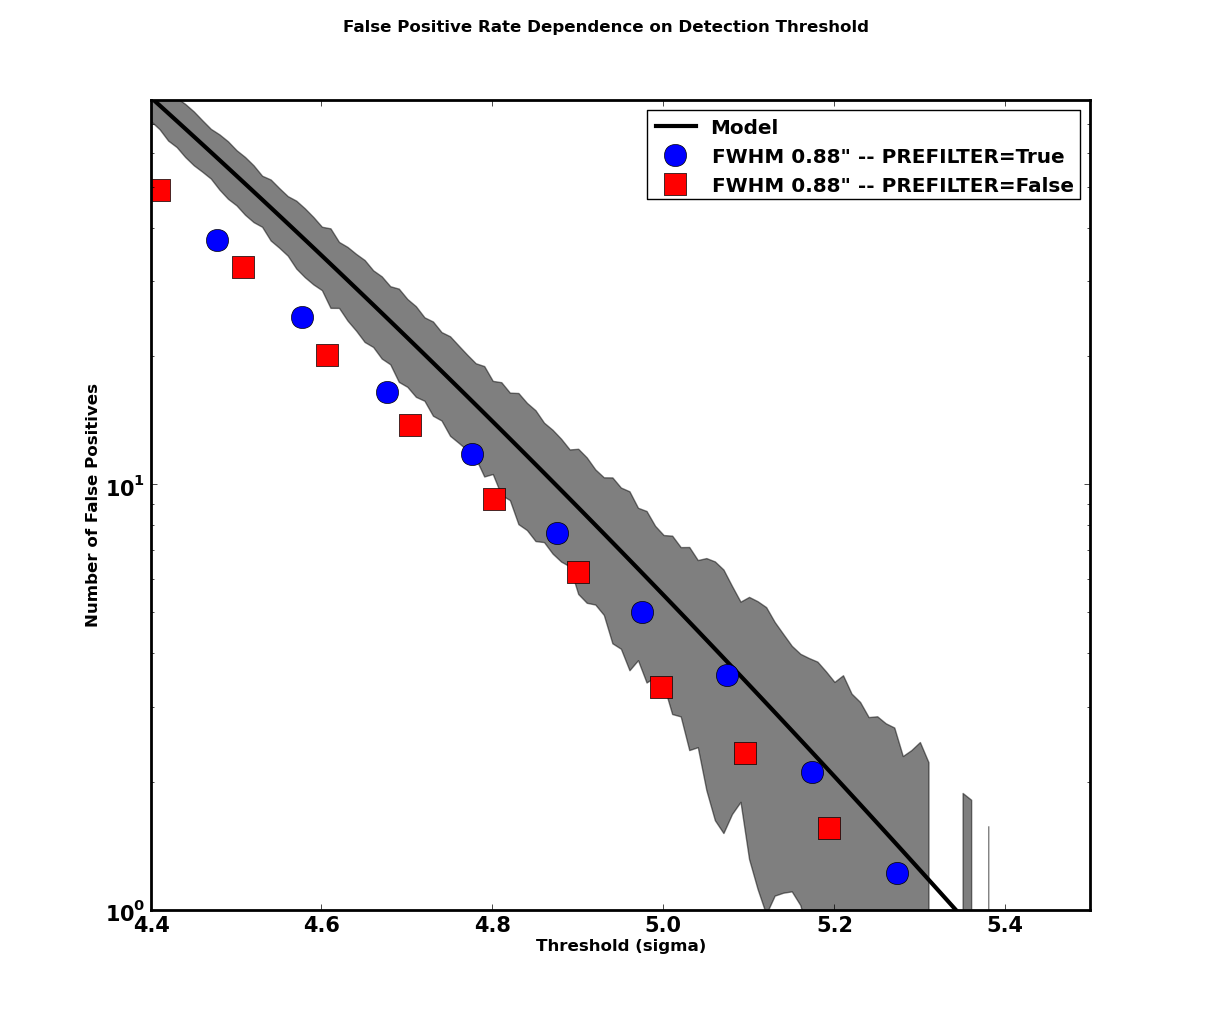 False Positive Rate Dependence on Detection Threshold
Model
FWHM 0.88" -- PREFILTER=True
FWHM 0.88" -- PREFILTER=False
Number of False Positives
10¹
10⁰
4.4 4.6 4.8 5.0 5.2 5.4
Threshold (sigma)